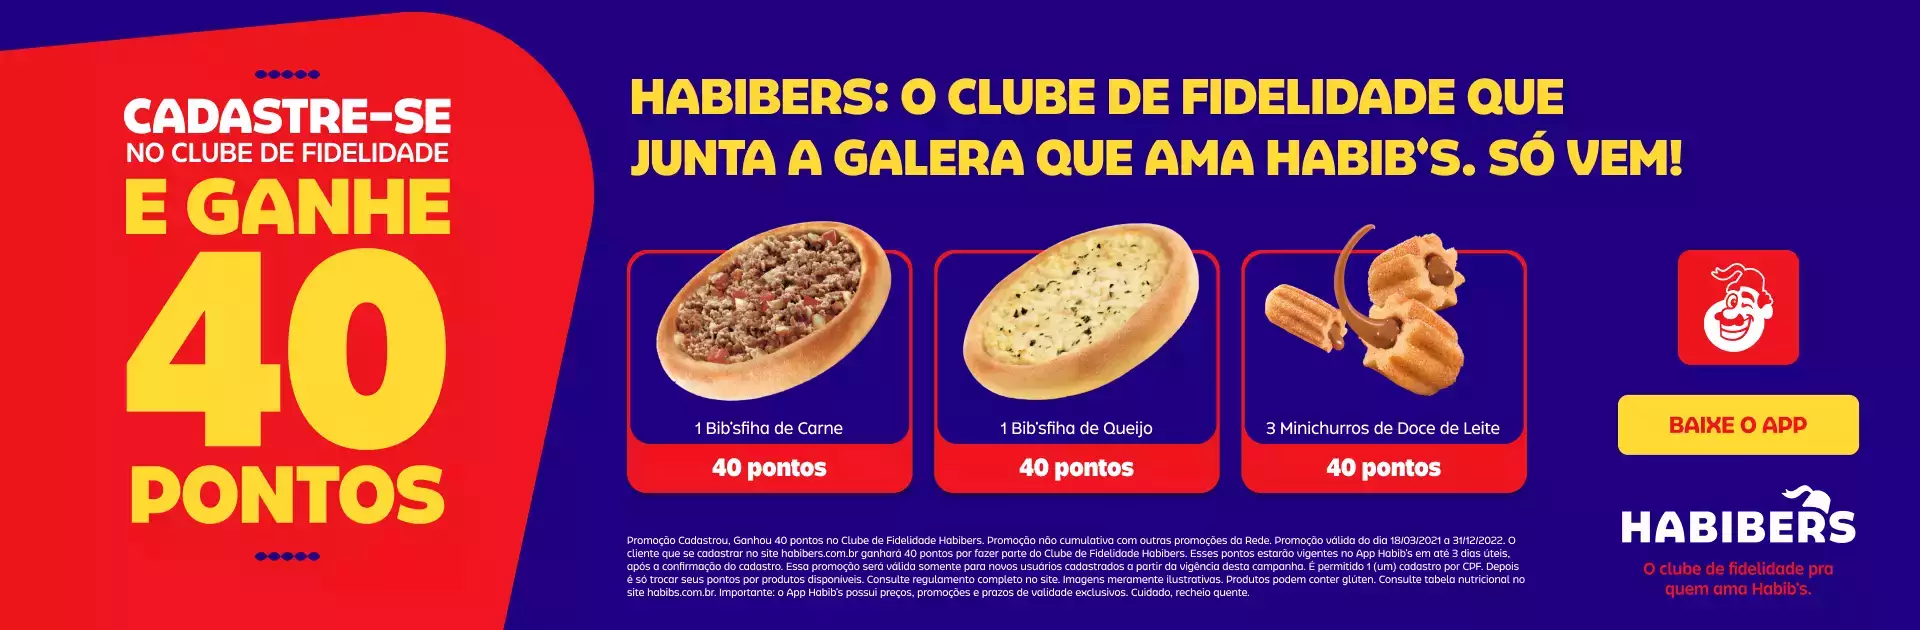 CADASTRE-SE
NO CLUBE DE FIDELIDADE
E GANHE
40
PONTOS
HABIBERS: O CLUBE DE FIDELIDADE QUE
JUNTA A GALERA QUE AMA HABIB'S. SÓ VEM!
1 Bib'sfiha de Carne
40 pontos
1 Bib'sfiha de Queijo
40 pontos
3 Minichurros de Doce de Leite
40 pontos
Promoção Cadastrou, Ganhou 40 pontos no Clube de Fidelidade Habibers. Promoção não cumulativa com outras promoções da Rede. Promoção válida do dia 18/03/2021 a 31/12/2022. O
cliente que se cadastrar no site habibers.com.br ganhará 40 pontos por fazer parte do Clube de Fidelidade Habibers. Esses pontos estarão vigentes no App Habib's em até 3 dias úteis,
após a confirmação do cadastro. Essa promoção será válida somente para novos usuários cadastrados a partir da vigência desta campanha. É permitido 1 (um) cadastro por CPF. Depois
é só trocar seus pontos por produtos disponíveis. Consulte regulamento completo no site. Imagens meramente ilustrativas. Produtos podem conter glúten. Consulte tabela nutricional no
site habibs.com.br. Importante: o App Habib's possui preços, promoções e prazos de validade exclusivos. Cuidado, recheio quente.
BAIXE O APP
HABIBERS
O clube de fidelidade pra
quem ama Habib's.